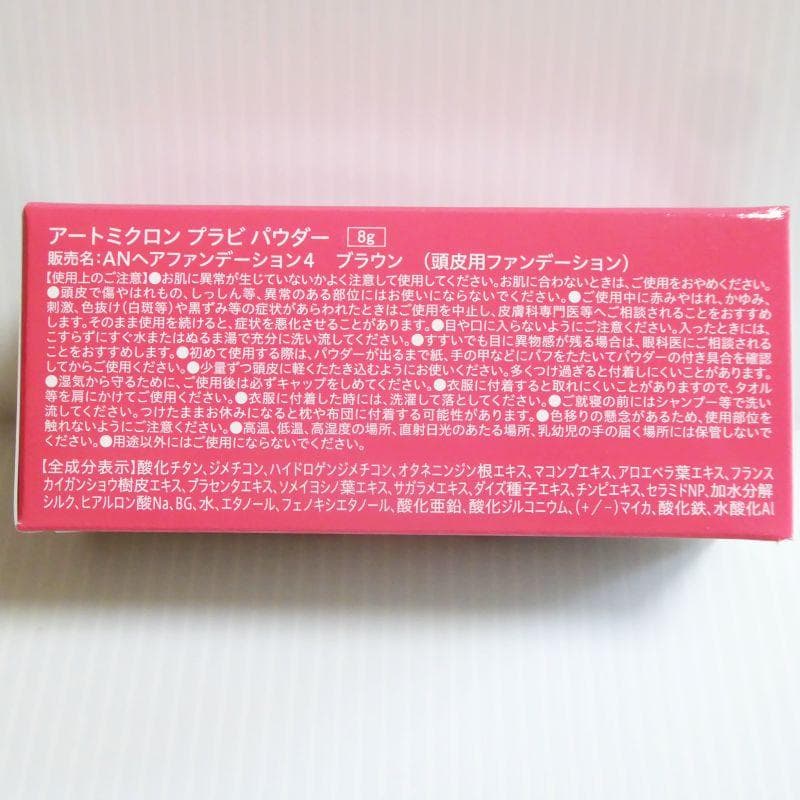 アートミクロン プラビ パウダー 8g
販売名:ANヘアファンデーション4 ブラウン (頭皮用ファンデーション)
【使用上のご注意】●お肌に異常が生じていないかよく注意して使用してください。お肌に合わないときは、ご使用をおやめください。
●頭皮で傷やはれもの、しっしん等、異常のある部位にはお使いにならないでください。●ご使用中に赤みやはれ、かゆみ、
刺激、色抜け(白斑等)や黒ずみ等の症状があらわれたときはご使用を中止し、皮膚科専門医等へご相談されることをおすすめ
します。そのまま使用を続けると、症状を悪化させることがあります。●目や口に入らないようにご注意ください。入ったときには、
こすらずにすぐ水またはぬるま湯で充分に洗い流してください。●すすいでも目に異物感が残る場合は、眼科医にご相談される
ことをおすすめします。●初めて使用する際は、パウダーが出るまで紙、手の甲などにパフをたたいてパウダーの付き具合を確認
してからご使用ください。●少量ずつ頭皮に軽くたたき込むようにお使いください。多くつけ過ぎると付着しにくいことがあります。
●湿気から守るために、ご使用後は必ずキャップをしめてください。●衣服に付着すると取れにくいことがありますので、タオル
等を肩にかけてご使用ください。●衣服に付着した時には、洗濯して落としてください。●ご就寝の前にはシャンプー等で洗い
流してください。つけたままお休みになると枕や布団に付着する可能性があります。●色移りの懸念があるため、使用部位を
触れないようにご注意ください。●高温、低温、高湿度の場所、直射日光のあたる場所、乳幼児の手の届く場所には保管しないで
ください。●用途以外にはご使用にならないでください。
【全成分表示】酸化チタン、ジメチコン、ハイドロゲンジメチコン、オタネニンジン根エキス、マコンブエキス、アロエベラ葉エキス、フランス
カイガンショウ樹皮エキス、プラセンタエキス、ソメイヨシノ葉エキス、サガラメエキス、ダイズ種子エキス、チンピエキス、セラミドNP、加水分解
シルク、ヒアルロン酸Na、BG、水、エタノール、フェノキシエタノール、酸化亜鉛、酸化ジルコニウム、(+/-)マイカ、酸化鉄、水酸化Al